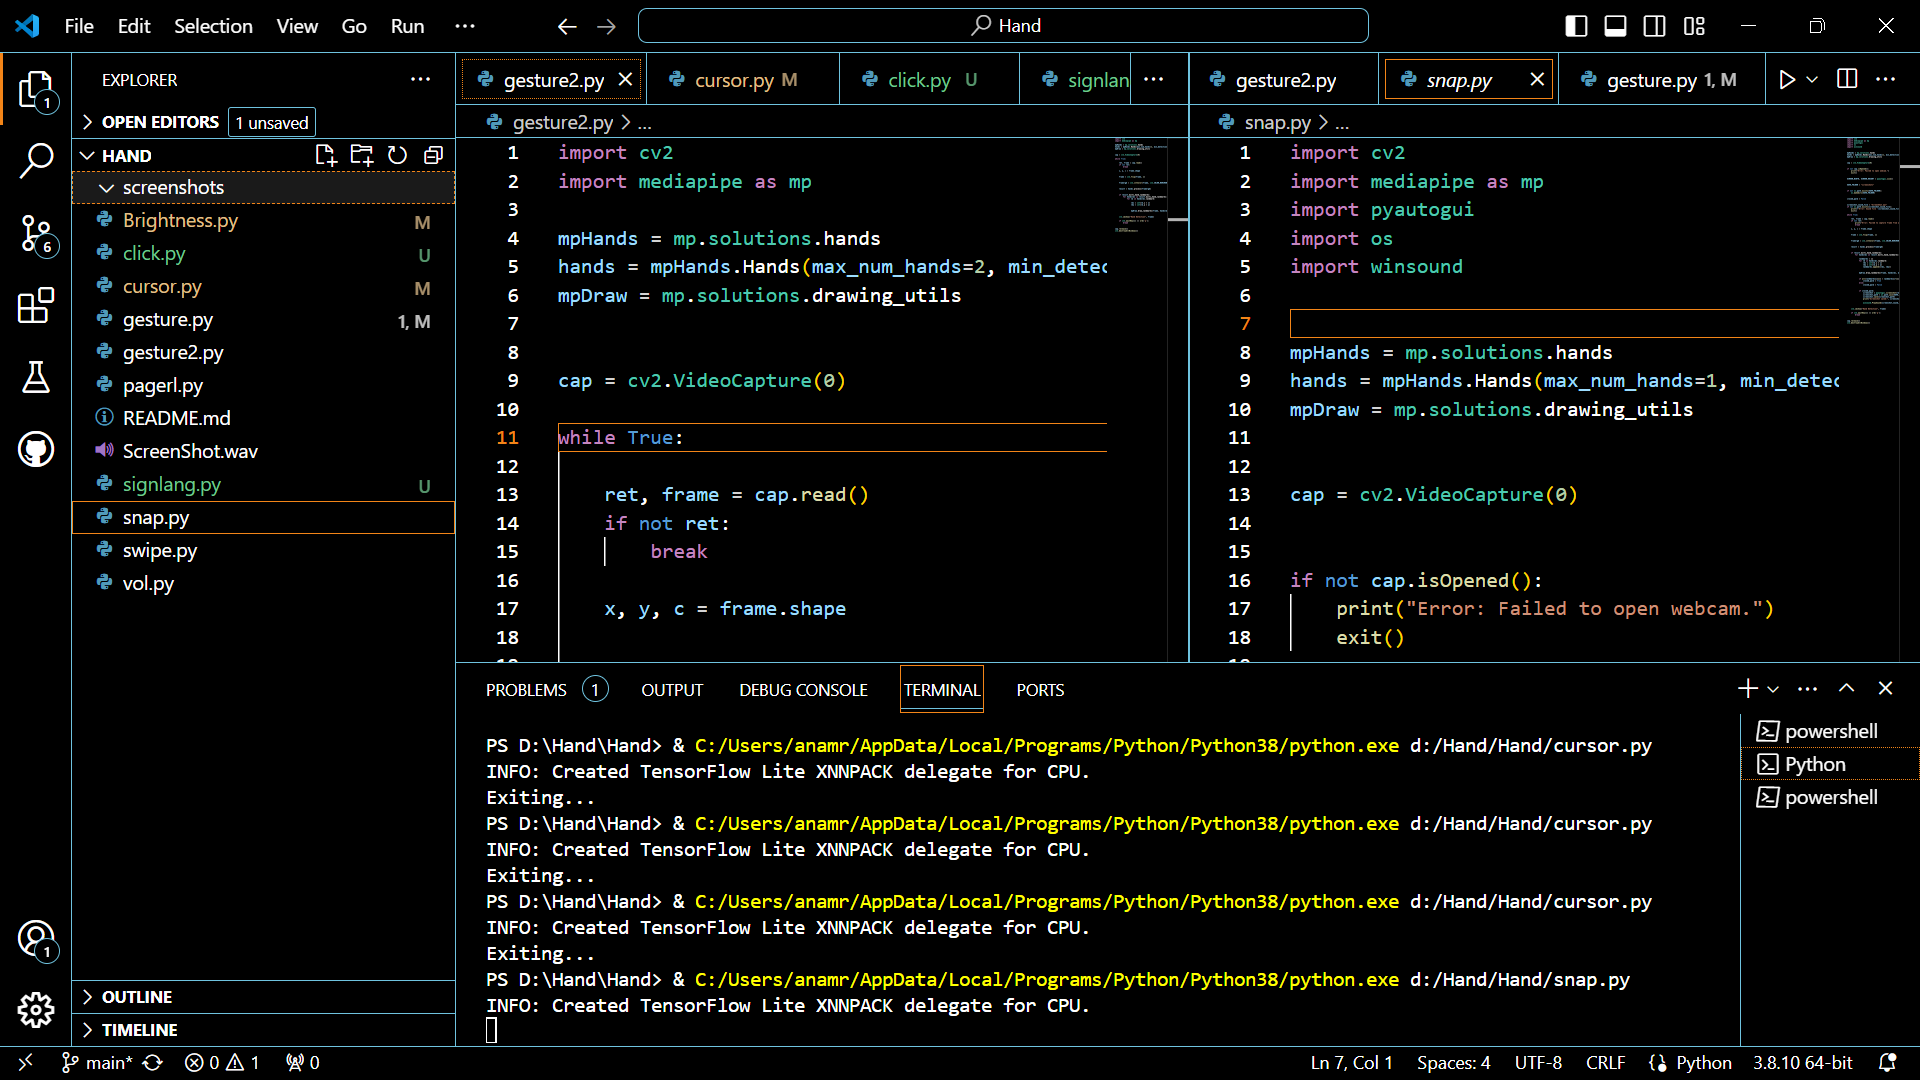 File Edit Selection View Go Run ···
Hand
EXPLORER
OPEN EDITORS 1 unsaved
HAND
screenshots
Brightness.py M
click.py U
cursor.py M
gesture.py 1, M
gesture2.py
pagerl.py
README.md
ScreenShot.wav
signlang.py U
snap.py
swipe.py
vol.py
OUTLINE
TIMELINE
1
6
1
gesture2.py cursor.py M click.py U signlan ···
gesture2.py > ...
1 import cv2
2 import mediapipe as mp
3
4 mpHands = mp.solutions.hands
5 hands = mpHands.Hands(max_num_hands=2, min_detec
6 mpDraw = mp.solutions.drawing_utils
7
8
9 cap = cv2.VideoCapture(0)
10
11 while True:
12
13 ret, frame = cap.read()
14 if not ret:
15 break
16
17 x, y, c = frame.shape
18
gesture2.py snap.py gesture.py 1, M
snap.py > ...
1 import cv2
2 import mediapipe as mp
3 import pyautogui
4 import os
5 import winsound
6
7
8 mpHands = mp.solutions.hands
9 hands = mpHands.Hands(max_num_hands=1, min_detec
10 mpDraw = mp.solutions.drawing_utils
11
12
13 cap = cv2.VideoCapture(0)
14
15
16 if not cap.isOpened():
17 print("Error: Failed to open webcam.")
18 exit()
PROBLEMS 1 OUTPUT DEBUG CONSOLE TERMINAL PORTS
PS D:\Hand\Hand> & C:/Users/anamr/AppData/Local/Programs/Python/Python38/python.exe d:/Hand/Hand/cursor.py
INFO: Created TensorFlow Lite XNNPACK delegate for CPU.
Exiting...
PS D:\Hand\Hand> & C:/Users/anamr/AppData/Local/Programs/Python/Python38/python.exe d:/Hand/Hand/cursor.py
INFO: Created TensorFlow Lite XNNPACK delegate for CPU.
Exiting...
PS D:\Hand\Hand> & C:/Users/anamr/AppData/Local/Programs/Python/Python38/python.exe d:/Hand/Hand/cursor.py
INFO: Created TensorFlow Lite XNNPACK delegate for CPU.
Exiting...
PS D:\Hand\Hand> & C:/Users/anamr/AppData/Local/Programs/Python/Python38/python.exe d:/Hand/Hand/snap.py
INFO: Created TensorFlow Lite XNNPACK delegate for CPU.
powershell
Python
powershell
main* 0 1 0
Ln 7, Col 1 Spaces: 4 UTF-8 CRLF Python 3.8.10 64-bit